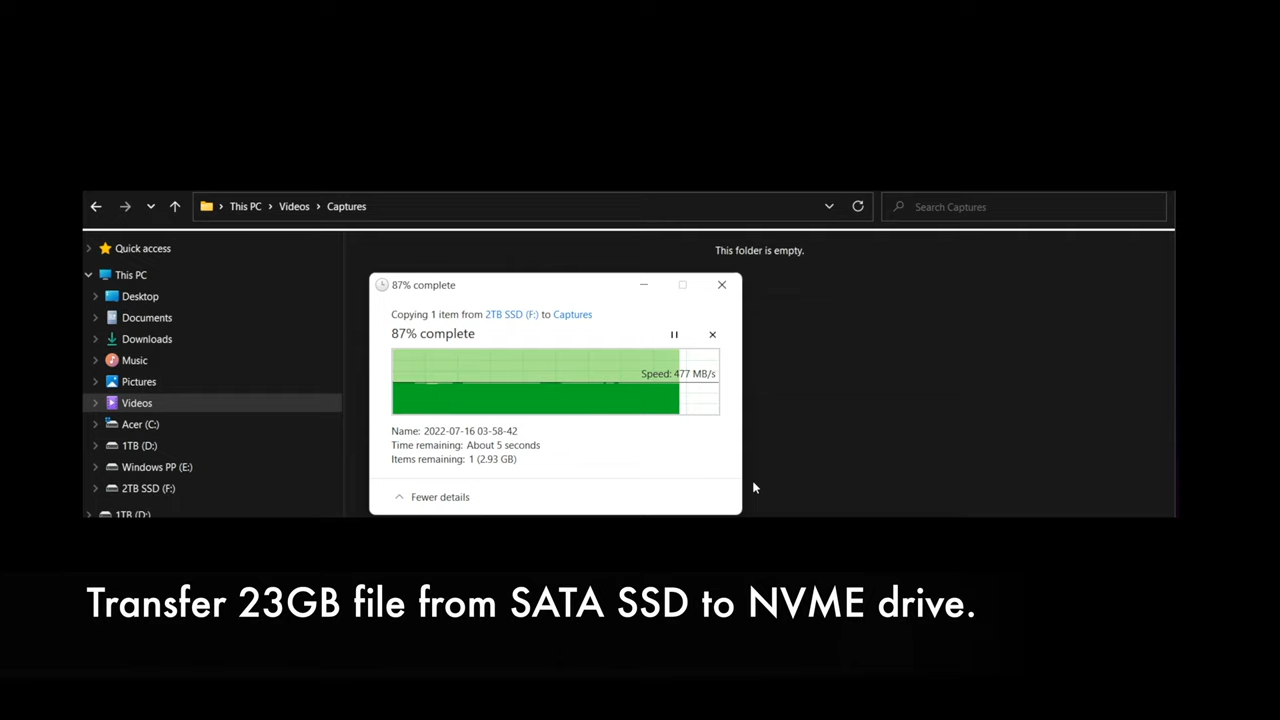 This PC > Videos > Captures
Search Captures
Quick access
This folder is empty.
This PC
Desktop
Documents
Downloads
Music
Pictures
Videos
Acer (C:)
1TB (D:)
Windows PP (E:)
2TB SSD (F:)
1TB (D:)
87% complete
Copying 1 item from 2TB SSD (F:) to Captures
87% complete
Speed: 477 MB/s
Name: 2022-07-16 03-58-42
Time remaining: About 5 seconds
Items remaining: 1 (2.93 GB)
Fewer details
Transfer 23GB file from SATA SSD to NVME drive.